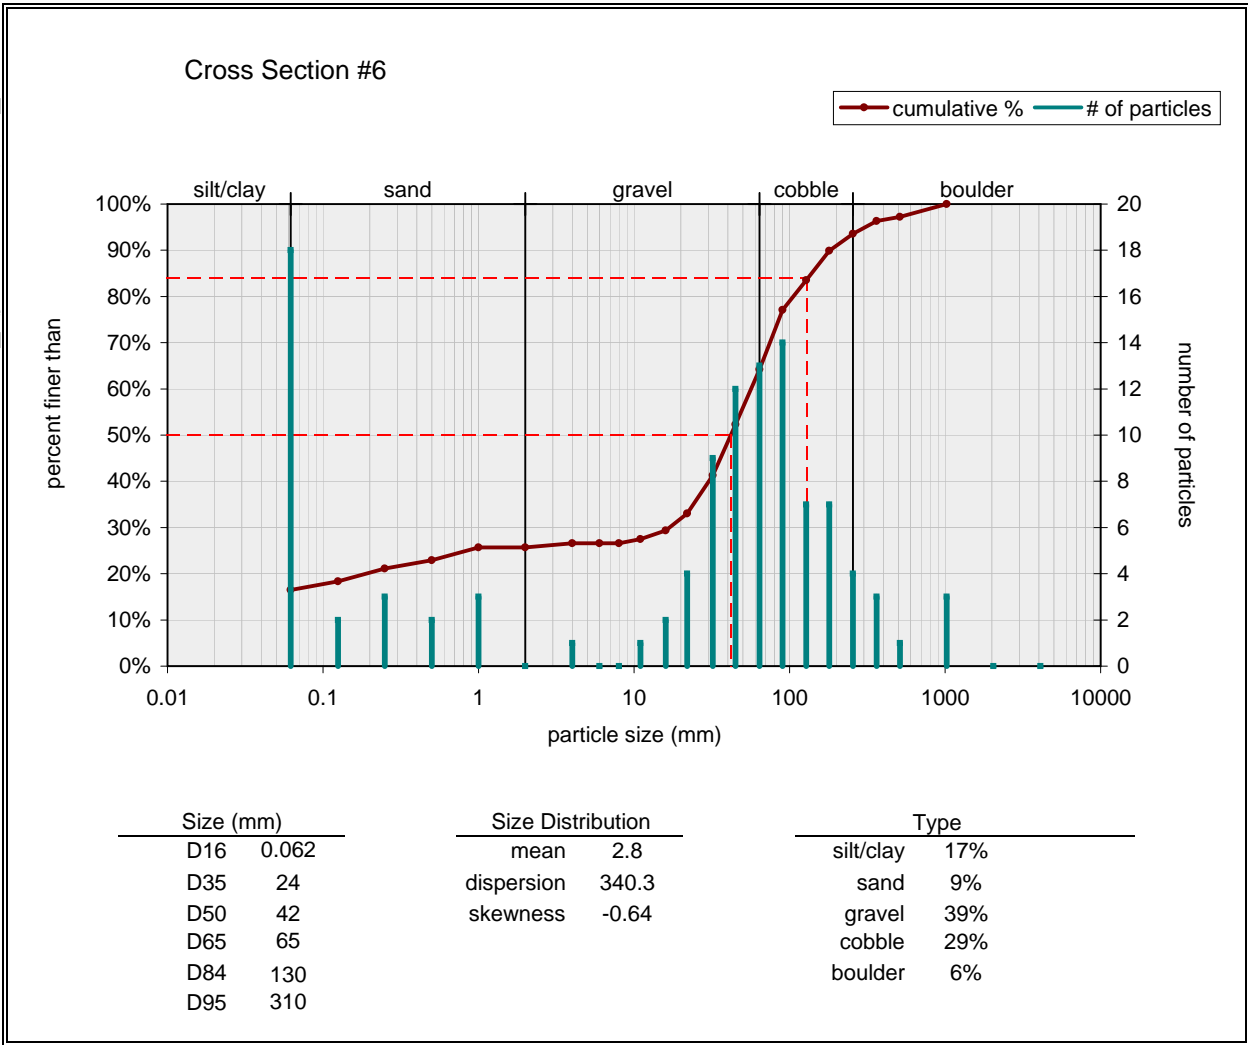 Cross Section #6
cumulative % # of particles
silt/clay sand gravel cobble boulder
100% 20
90% 18
80% 16
70% 14
60% 12
50% 10
40% 8
30% 6
20% 4
10% 2
0% 0
percent finer than
number of particles
0.01 0.1 1 10 100 1000 10000
particle size (mm)
Size (mm) Size Distribution Type
D16 0.062 mean 2.8 silt/clay 17%
D35 24 dispersion 340.3 sand 9%
D50 42 skewness -0.64 gravel 39%
D65 65 cobble 29%
D84 130 boulder 6%
D95 310